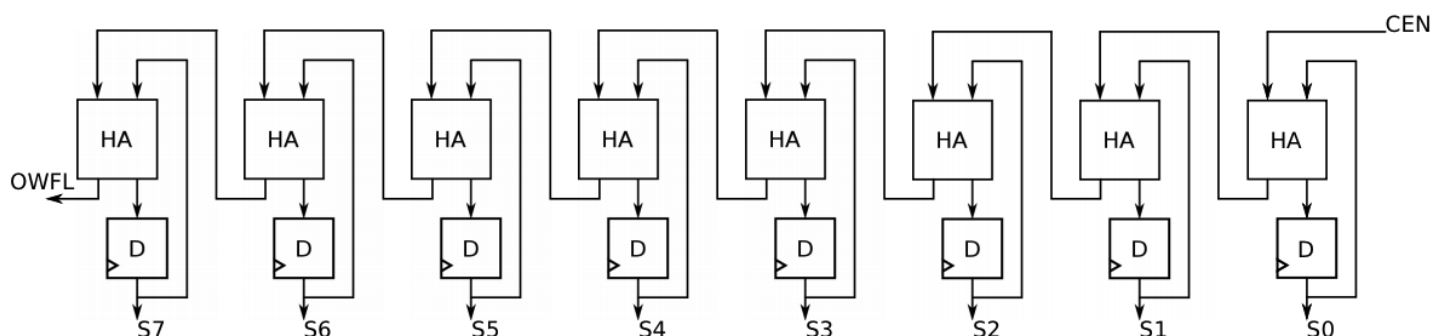 CEN
HA HA HA HA HA HA HA HA
OWFL
D D D D D D D D
S7 S6 S5 S4 S3 S2 S1 S0